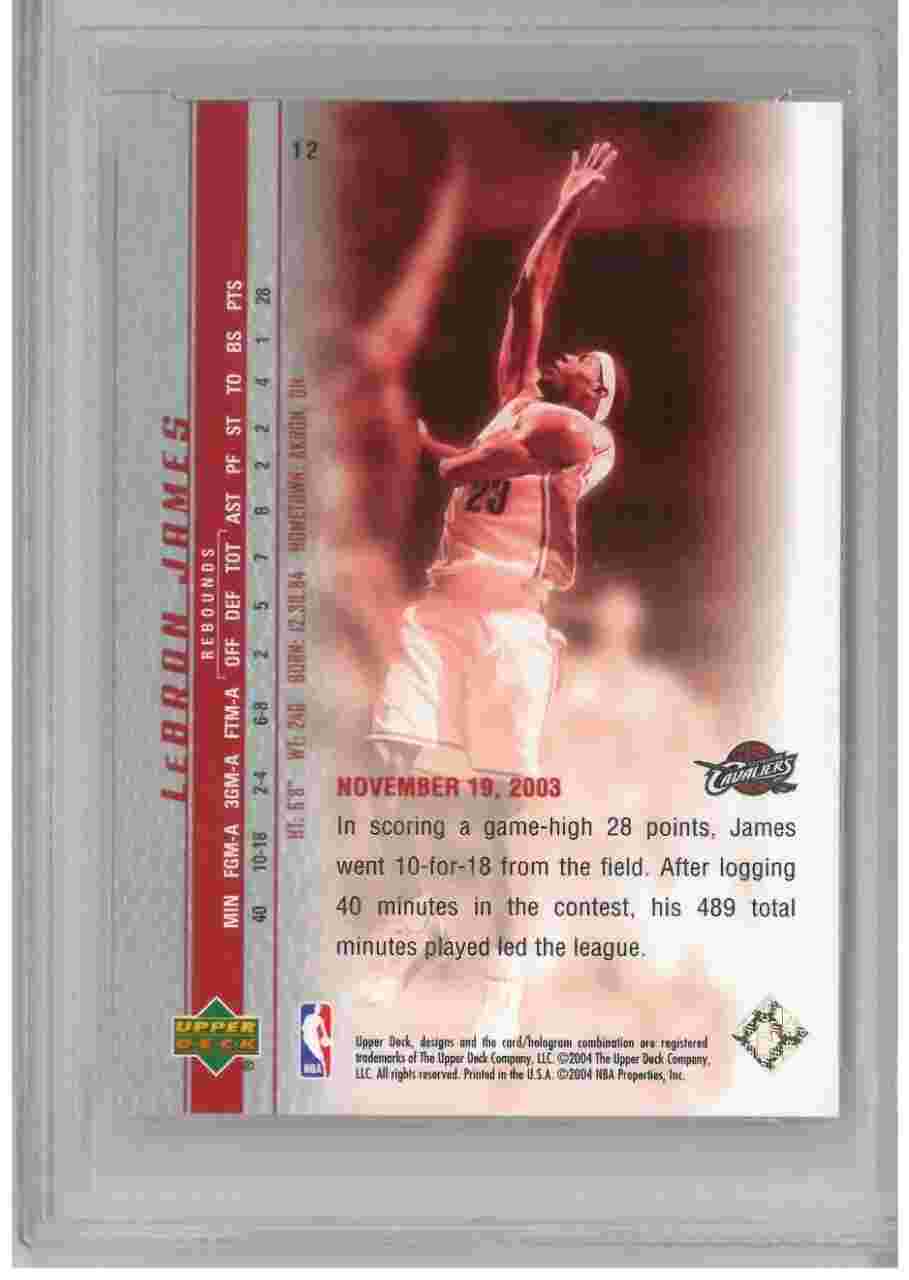 12
LEBRON JAMES
REBOUNDS
MIN FGM-A 3GM-A FTM-A OFF DEF TOT AST PF ST TO BS PTS
40 10-18 2-4 6-8 2 5 7 8 2 2 4 1 28
HT: 6'8" WT: 240 BORN: 12.30.84 HOMETOWN: AKRON, OH
23
CAVALIERS
NOVEMBER 19, 2003
In scoring a game-high 28 points, James
went 10-for-18 from the field. After logging
40 minutes in the contest, his 489 total
minutes played led the league.
UPPER
DECK
®
NBA
Upper Deck, designs and the card/hologram combination are registered
trademarks of The Upper Deck Company, LLC. ©2004 The Upper Deck Company,
LLC. All rights reserved. Printed in the U.S.A. ©2004 NBA Properties, Inc.